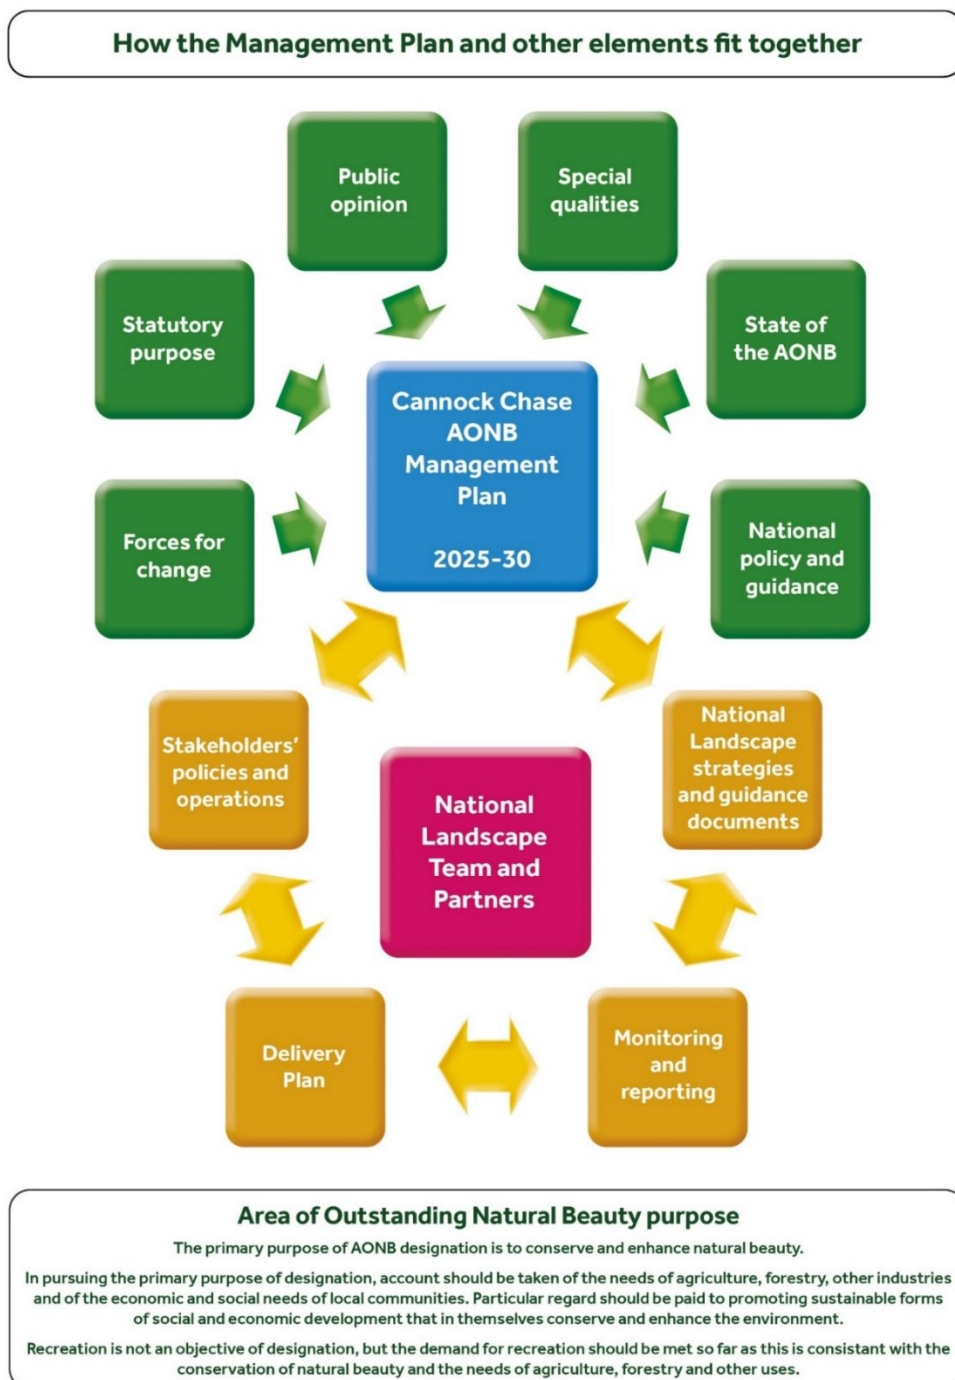 How the Management Plan and other elements fit together
Public
opinion
Special
qualities
Statutory
purpose
State of
the AONB
Cannock Chase
AONB
Management
Plan
2025-30
Forces for
change
National
policy and
guidance
Stakeholders'
policies and
operations
National
Landscape
strategies
and guidance
documents
National
Landscape
Team and
Partners
Delivery
Plan
Monitoring
and
reporting
Area of Outstanding Natural Beauty purpose
The primary purpose of AONB designation is to conserve and enhance natural beauty.
In pursuing the primary purpose of designation, account should be taken of the needs of agriculture, forestry, other industries
and of the economic and social needs of local communities. Particular regard should be paid to promoting sustainable forms
of social and economic development that in themselves conserve and enhance the environment.
Recreation is not an objective of designation, but the demand for recreation should be met so far as this is consistant with the
conservation of natural beauty and the needs of agriculture, forestry and other uses.